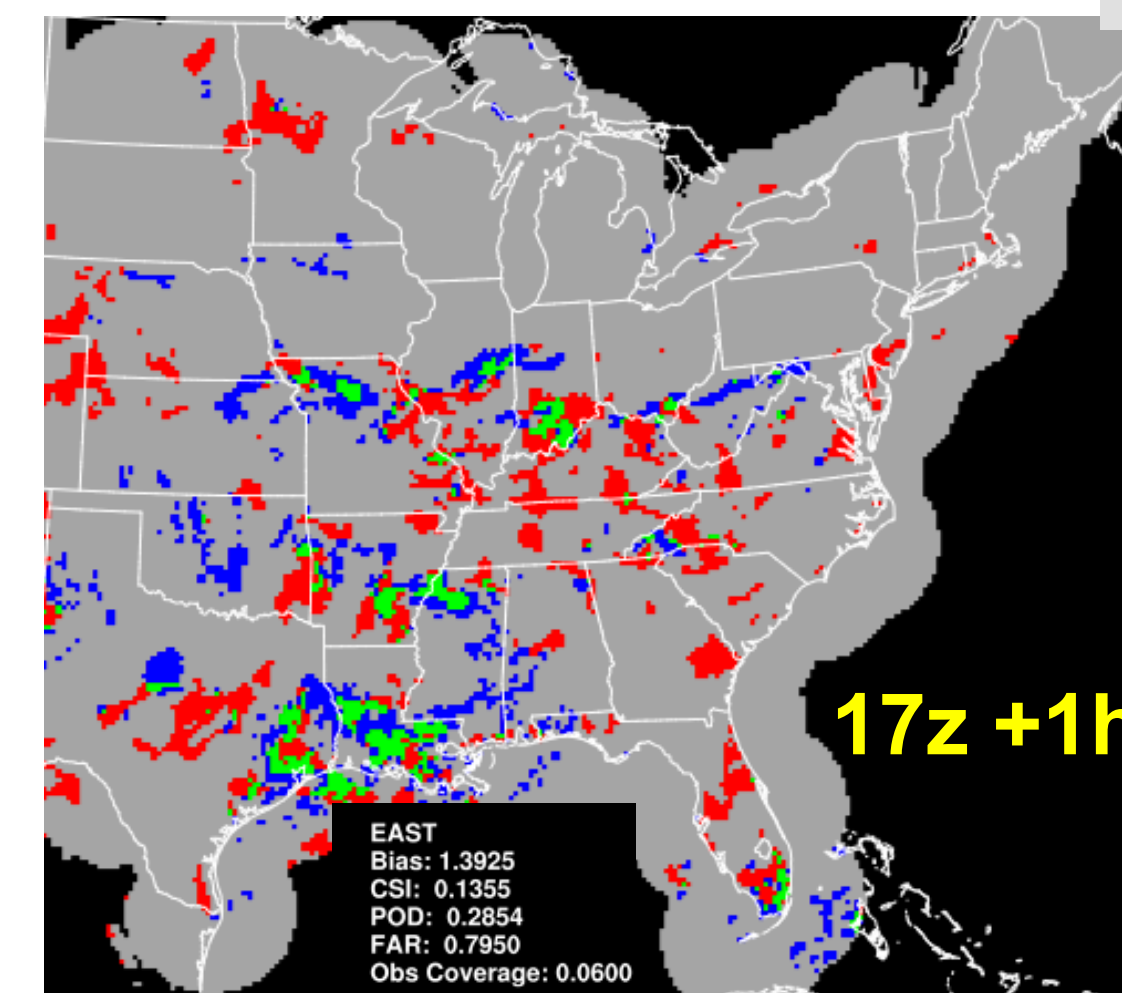 17z +1h
EAST
Bias: 1.3925
CSI: 0.1355
POD: 0.2854
FAR: 0.7950
Obs Coverage: 0.0600